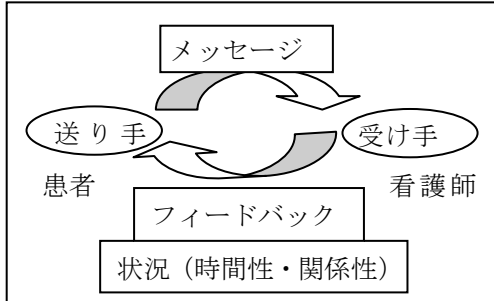 メッセージ
送り手
受け手
患者
看護師
フィードバック
状況（時間性・関係性）